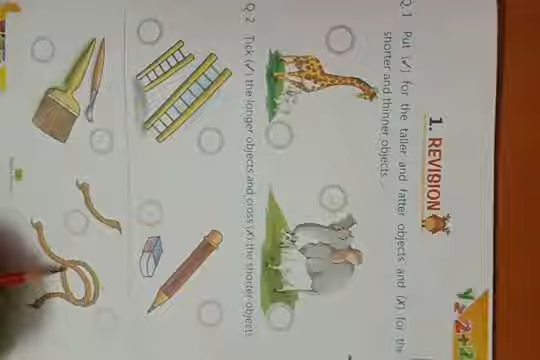 1. REVISION
Q.1 Put (✓) for the taller and fatter objects and (✗) for the
shorter and thinner objects.
Q.2 Tick (✓) the longer objects and cross (✗) the shorter objects